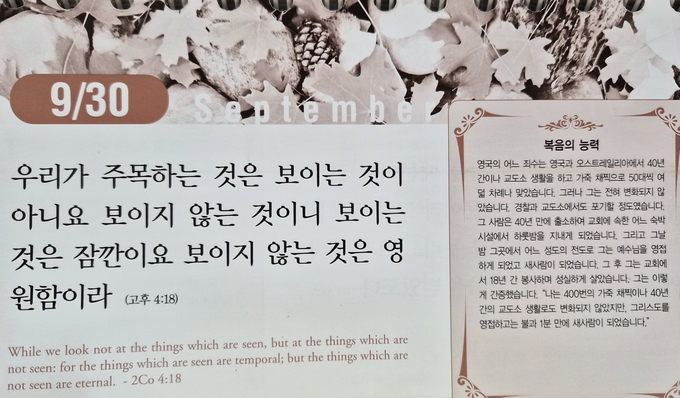 9/30
September
우리가 주목하는 것은 보이는 것이
아니요 보이지 않는 것이니 보이는
것은 잠깐이요 보이지 않는 것은 영
원함이라 (고후 4:18)
While we look not at the things which are seen, but at the things which are
not seen: for the things which are seen are temporal; but the things which are
not seen are eternal. - 2Co 4:18
복음의 능력
영국의 어느 죄수는 영국과 오스트레일리아에서 40년
간이나 교도소 생활을 하고 가죽 채찍으로 50대씩 여
덟 차례나 맞았습니다. 그러나 그는 전혀 변화되지 않
았습니다. 경찰과 교도소에서도 포기할 정도였습니다.
그 사람은 40년 만에 출소하여 교회에 속한 어느 숙박
시설에서 하룻밤을 지내게 되었습니다. 그리고 그날
밤 그곳에서 어느 성도의 전도로 그는 예수님을 영접
하게 되었고 새사람이 되었습니다. 그 후 그는 교회에
서 18년 간 봉사하며 성실하게 살았습니다. 그는 이렇
게 간증했습니다. "나는 400번의 가죽 채찍이나 40년
간의 교도소 생활로도 변화되지 않았지만, 그리스도를
영접하고는 불과 1분 만에 새사람이 되었습니다."